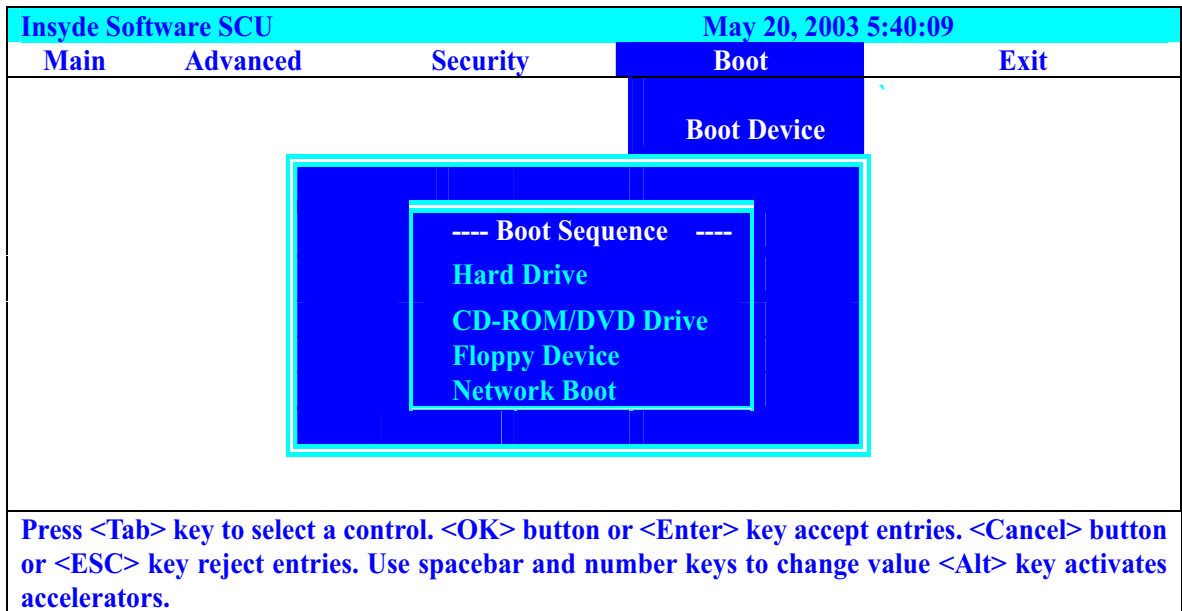 Insyde Software SCU May 20, 2003 5:40:09
Main Advanced Security Boot Exit
Boot Device
---- Boot Sequence ----
Hard Drive
CD-ROM/DVD Drive
Floppy Device
Network Boot
Press <Tab> key to select a control. <OK> button or <Enter> key accept entries. <Cancel> button
or <ESC> key reject entries. Use spacebar and number keys to change value <Alt> key activates
accelerators.